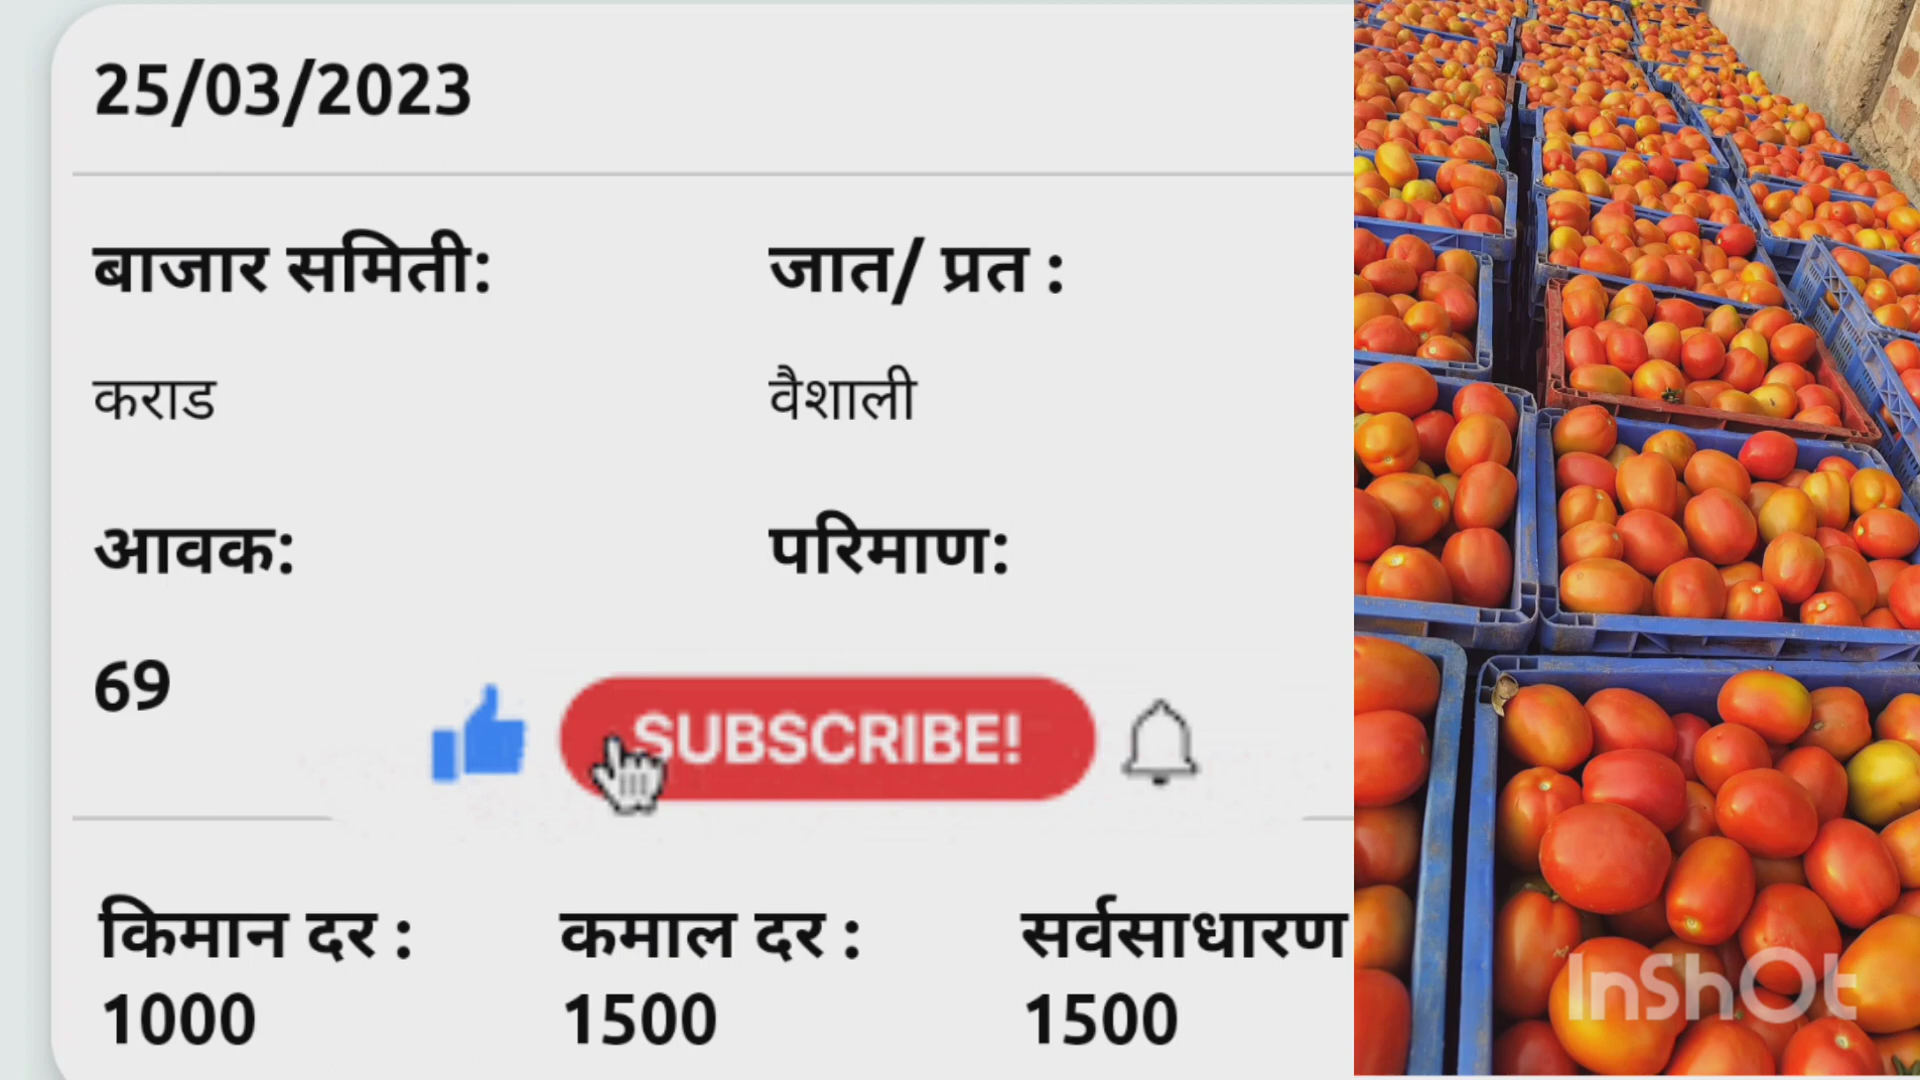 25/03/2023
बाजार समिती: जात/ प्रत :
कराड वैशाली
आवक: परिमाण:
69
SUBSCRIBE!
किमान दर : कमाल दर : सर्वसाधारण
1000 1500 1500
InShOt